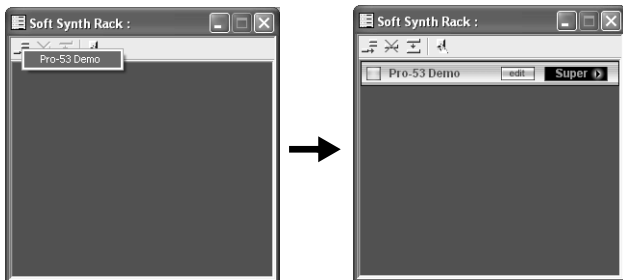 Soft Synth Rack :
Pro-53 Demo
Soft Synth Rack :
Pro-53 Demo edit Super